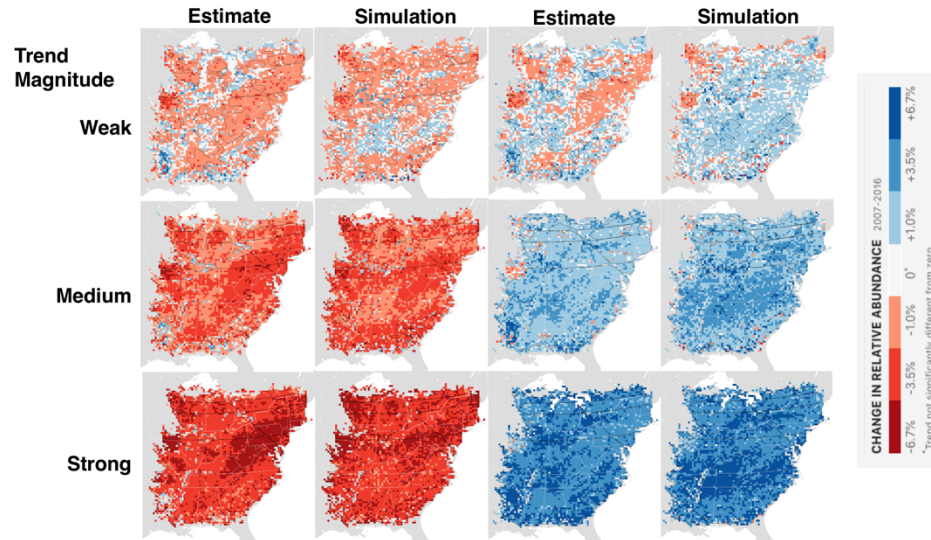 Estimate Simulation Estimate Simulation
Trend
Magnitude
Weak
Medium
Strong
CHANGE IN RELATIVE ABUNDANCE 2007-2016
-6.7% -3.5% -1.0% 0* +1.0% +3.5% +6.7%
*Trend not significantly different from zero